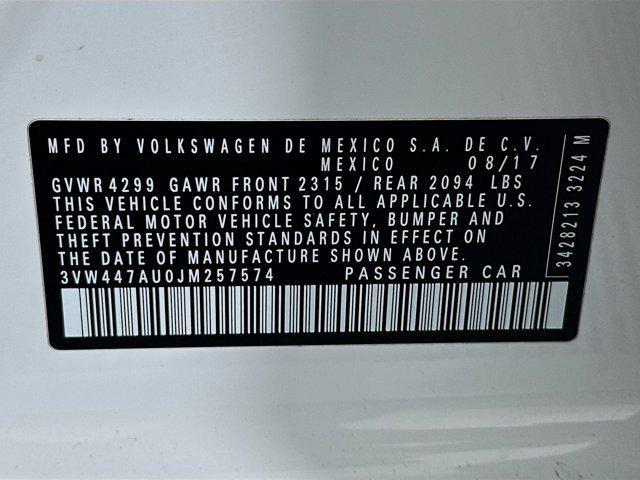 MFD BY VOLKSWAGEN DE MEXICO S.A. DE C.V.
MEXICO 08/17
GVWR 4299 GAWR FRONT 2315 / REAR 2094 LBS
THIS VEHICLE CONFORMS TO ALL APPLICABLE U.S.
FEDERAL MOTOR VEHICLE SAFETY, BUMPER AND
THEFT PREVENTION STANDARDS IN EFFECT ON
THE DATE OF MANUFACTURE SHOWN ABOVE.
3VW447AU0JM257574 PASSENGER CAR
3428213 3224 M